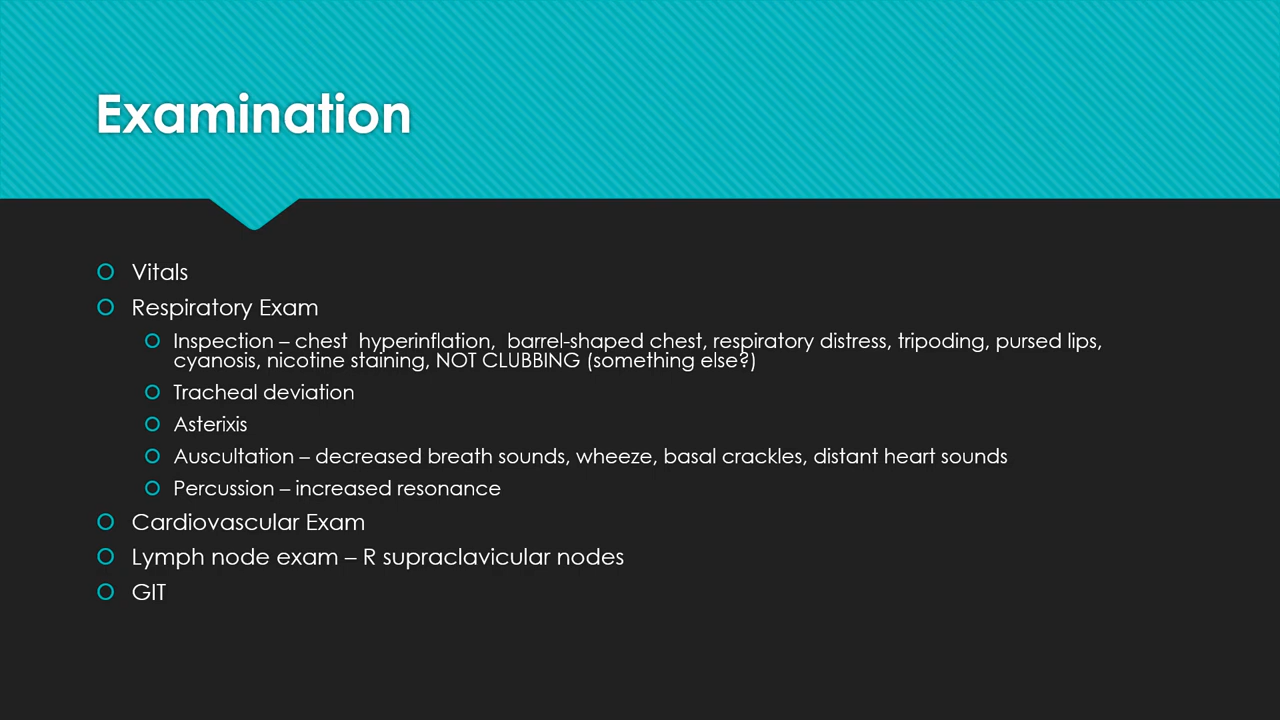 Examination
Vitals
Respiratory Exam
Inspection – chest  hyperinflation,  barrel-shaped chest, respiratory distress, tripoding, pursed lips,
cyanosis, nicotine staining, NOT CLUBBING (something else?)
Tracheal deviation
Asterixis
Auscultation – decreased breath sounds, wheeze, basal crackles, distant heart sounds
Percussion – increased resonance
Cardiovascular Exam
Lymph node exam – R supraclavicular nodes
GIT